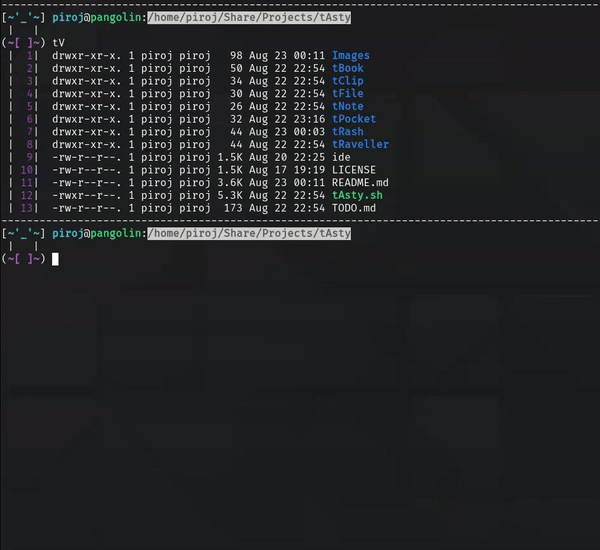 [~'_'~] piroj@pangolin:/home/piroj/Share/Projects/tAsty
 |   |
(~[ ]~) tV
 |  1|  drwxr-xr-x. 1 piroj piroj   98 Aug 23 00:11 Images
 |  2|  drwxr-xr-x. 1 piroj piroj   50 Aug 22 22:54 tBook
 |  3|  drwxr-xr-x. 1 piroj piroj   34 Aug 22 22:54 tClip
 |  4|  drwxr-xr-x. 1 piroj piroj   30 Aug 22 22:54 tFile
 |  5|  drwxr-xr-x. 1 piroj piroj   26 Aug 22 22:54 tNote
 |  6|  drwxr-xr-x. 1 piroj piroj   32 Aug 22 23:16 tPocket
 |  7|  drwxr-xr-x. 1 piroj piroj   44 Aug 23 00:03 tRash
 |  8|  drwxr-xr-x. 1 piroj piroj   44 Aug 22 22:54 tRaveller
 |  9|  -rw-r--r--. 1 piroj piroj 1.5K Aug 20 22:25 ide
 | 10|  -rw-r--r--. 1 piroj piroj 1.5K Aug 17 19:19 LICENSE
 | 11|  -rw-r--r--. 1 piroj piroj 3.6K Aug 23 00:11 README.md
 | 12|  -rwxr--r--. 1 piroj piroj 5.3K Aug 22 22:54 tAsty.sh
 | 13|  -rw-r--r--. 1 piroj piroj  173 Aug 22 22:54 TODO.md
[~'_'~] piroj@pangolin:/home/piroj/Share/Projects/tAsty
 |   |
(~[ ]~)